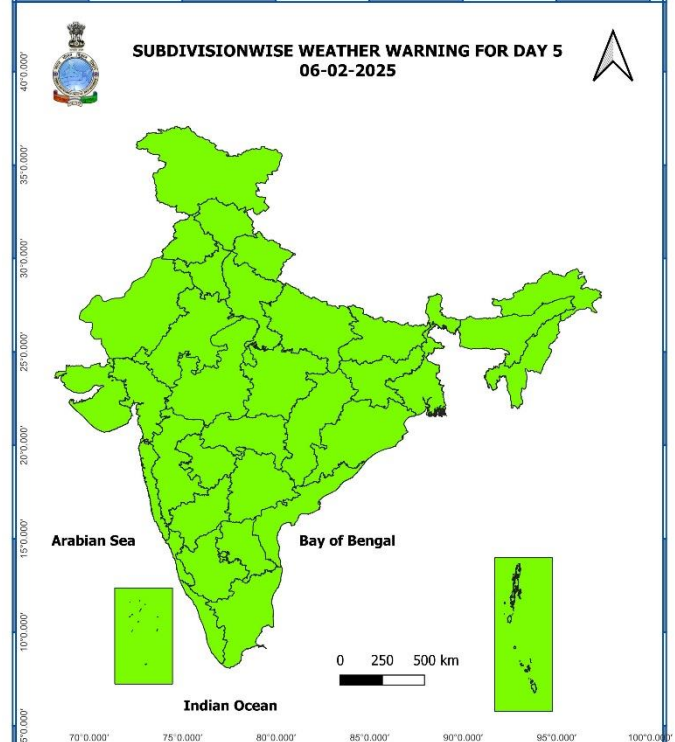 SUBDIVISIONWISE WEATHER WARNING FOR DAY 5
06-02-2025
40°0.000'
35°0.000'
30°0.000'
25°0.000'
20°0.000'
15°0.000'
10°0.000'
5°0.000'
Arabian Sea
Bay of Bengal
0 250 500 km
Indian Ocean
70°0.000' 75°0.000' 80°0.000' 85°0.000' 90°0.000' 95°0.000' 100°0.000'